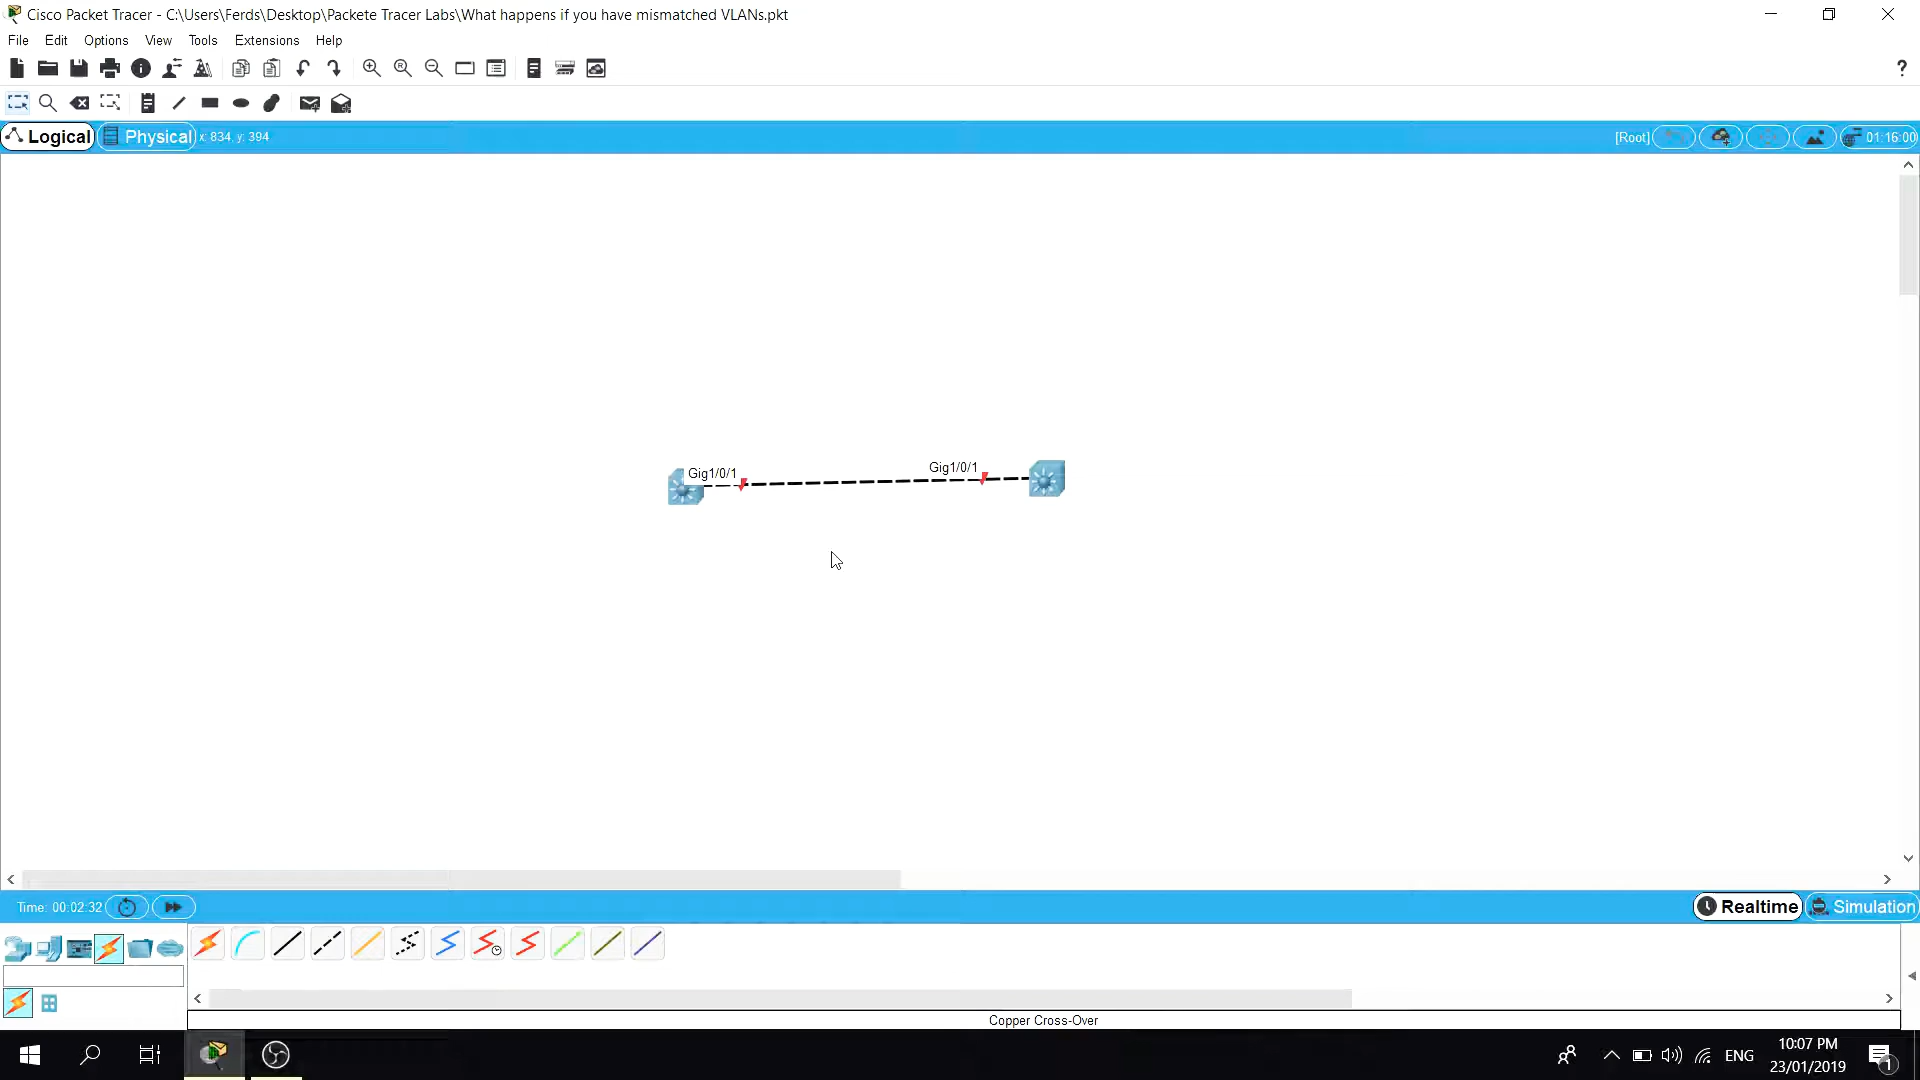 Cisco Packet Tracer - C:\Users\Ferds\Desktop\Packete Tracer Labs\What happens if you have mismatched VLANs.pkt
File Edit Options View Tools Extensions Help
Logical Physical x: 834, y: 394 [Root] 01:16:00
Gig1/0/1 Gig1/0/1
Time: 00:02:32 Realtime Simulation
Copper Cross-Over
ENG 10:07 PM
23/01/2019 1